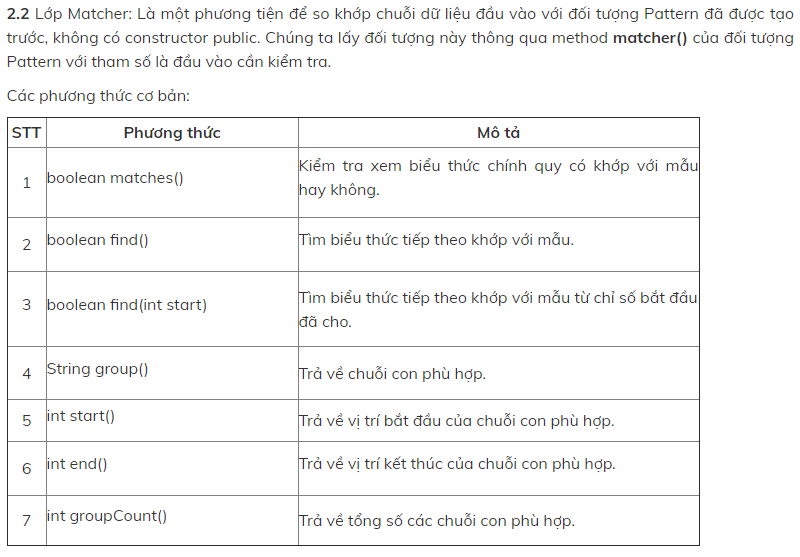 2.2 Lớp Matcher: Là một phương tiện để so khớp chuỗi dữ liệu đầu vào với đối tượng Pattern đã được tạo
trước, không có constructor public. Chúng ta lấy đối tượng này thông qua method matcher() của đối tượng
Pattern với tham số là đầu vào cần kiểm tra.
Các phương thức cơ bản:
STT Phương thức Mô tả
1 boolean matches() Kiểm tra xem biểu thức chính quy có khớp với mẫu
hay không.
2 boolean find() Tìm biểu thức tiếp theo khớp với mẫu.
3 boolean find(int start) Tìm biểu thức tiếp theo khớp với mẫu từ chỉ số bắt đầu
đã cho.
4 String group() Trả về chuỗi con phù hợp.
5 int start() Trả về vị trí bắt đầu của chuỗi con phù hợp.
6 int end() Trả về vị trí kết thúc của chuỗi con phù hợp.
7 int groupCount() Trả về tổng số các chuỗi con phù hợp.